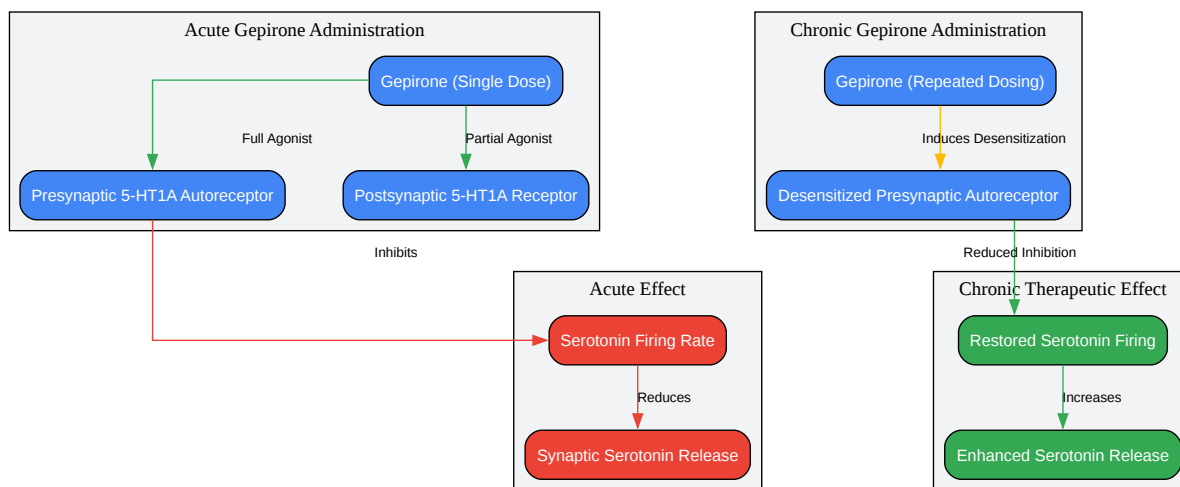 Acute Gepirone Administration
Chronic Gepirone Administration
Gepirone (Single Dose)
Gepirone (Repeated Dosing)
Full Agonist
Partial Agonist
Induces Desensitization
Presynaptic 5-HT1A Autoreceptor
Postsynaptic 5-HT1A Receptor
Desensitized Presynaptic Autoreceptor
Inhibits
Reduced Inhibition
Acute Effect
Chronic Therapeutic Effect
Serotonin Firing Rate
Restored Serotonin Firing
Reduces
Increases
Synaptic Serotonin Release
Enhanced Serotonin Release